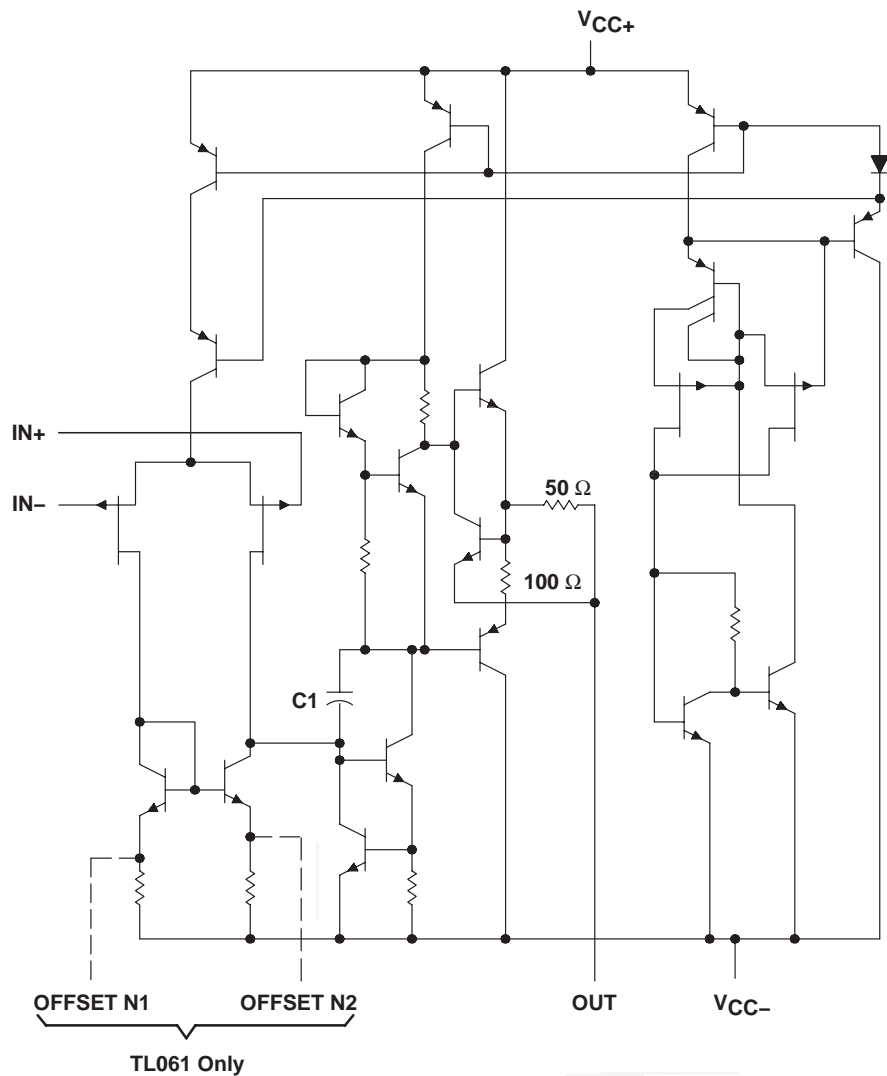 VCC+
IN+
IN−
50 Ω
100 Ω
C1
OFFSET N1
OFFSET N2
OUT
VCC−
TL061 Only